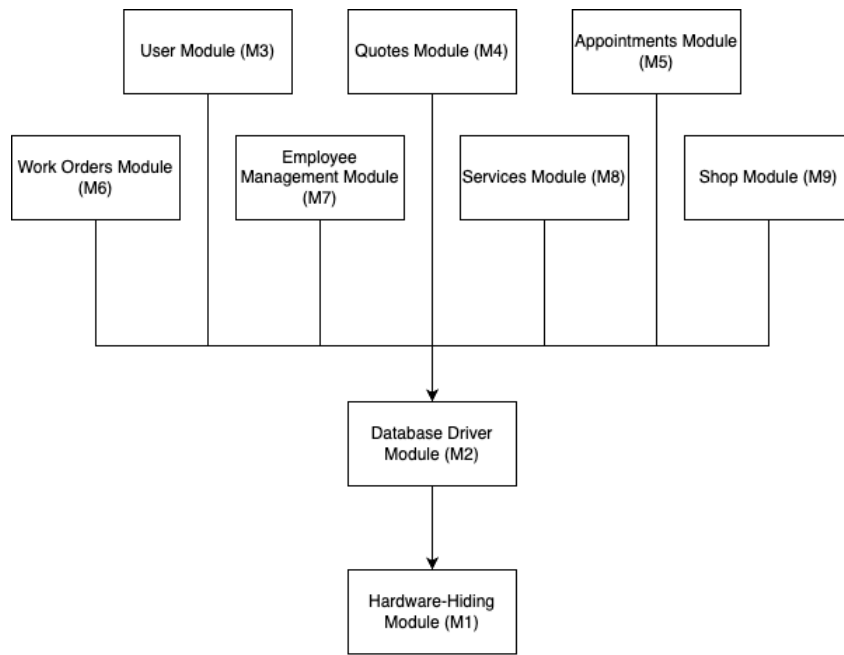 User Module (M3)
Quotes Module (M4)
Appointments Module
(M5)
Work Orders Module
(M6)
Employee
Management Module
(M7)
Services Module (M8)
Shop Module (M9)
Database Driver
Module (M2)
Hardware-Hiding
Module (M1)